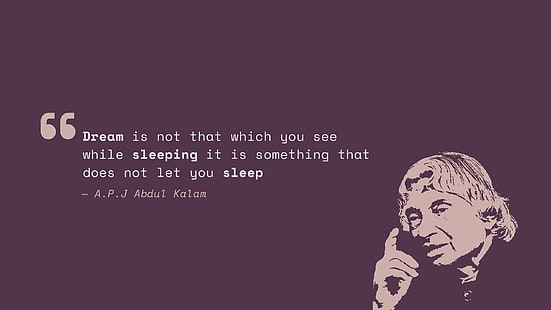 “
Dream is not that which you see
while sleeping it is something that
does not let you sleep
— A.P.J Abdul Kalam